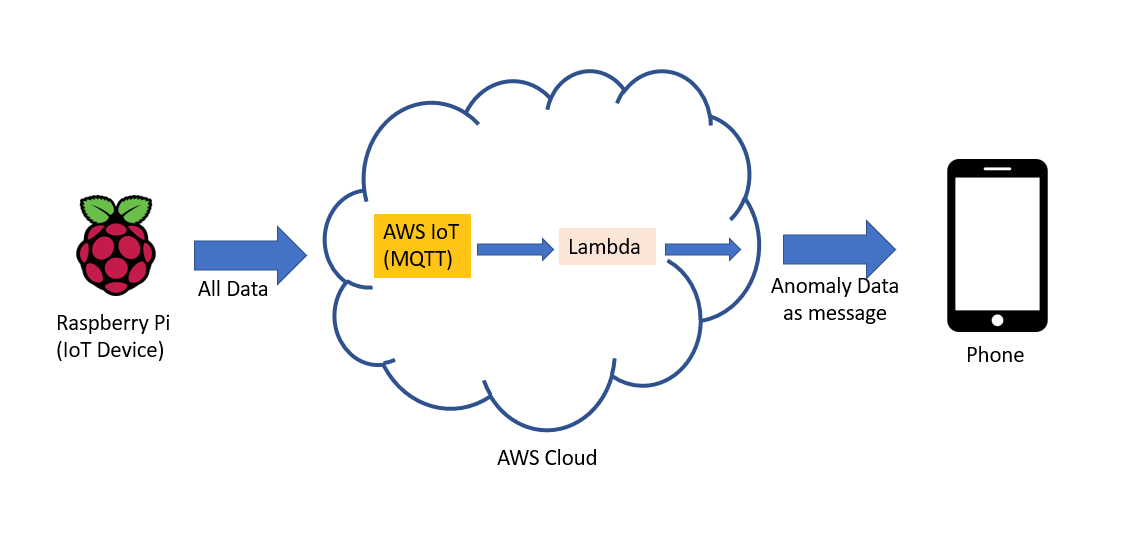 AWS IoT
(MQTT)
Lambda
All Data
Anomaly Data
as message
Raspberry Pi
(IoT Device)
Phone
AWS Cloud